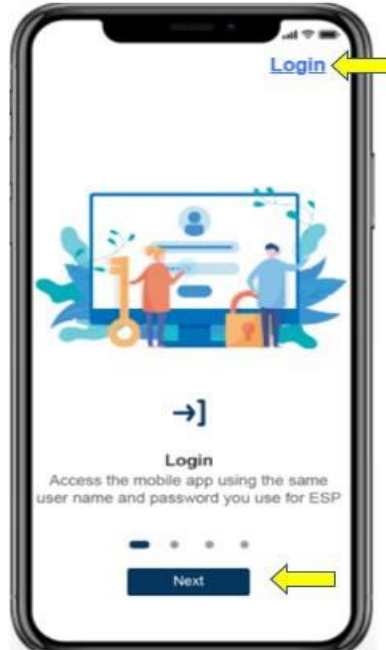 Login
Login
Access the mobile app using the same
user name and password you use for ESP
Next